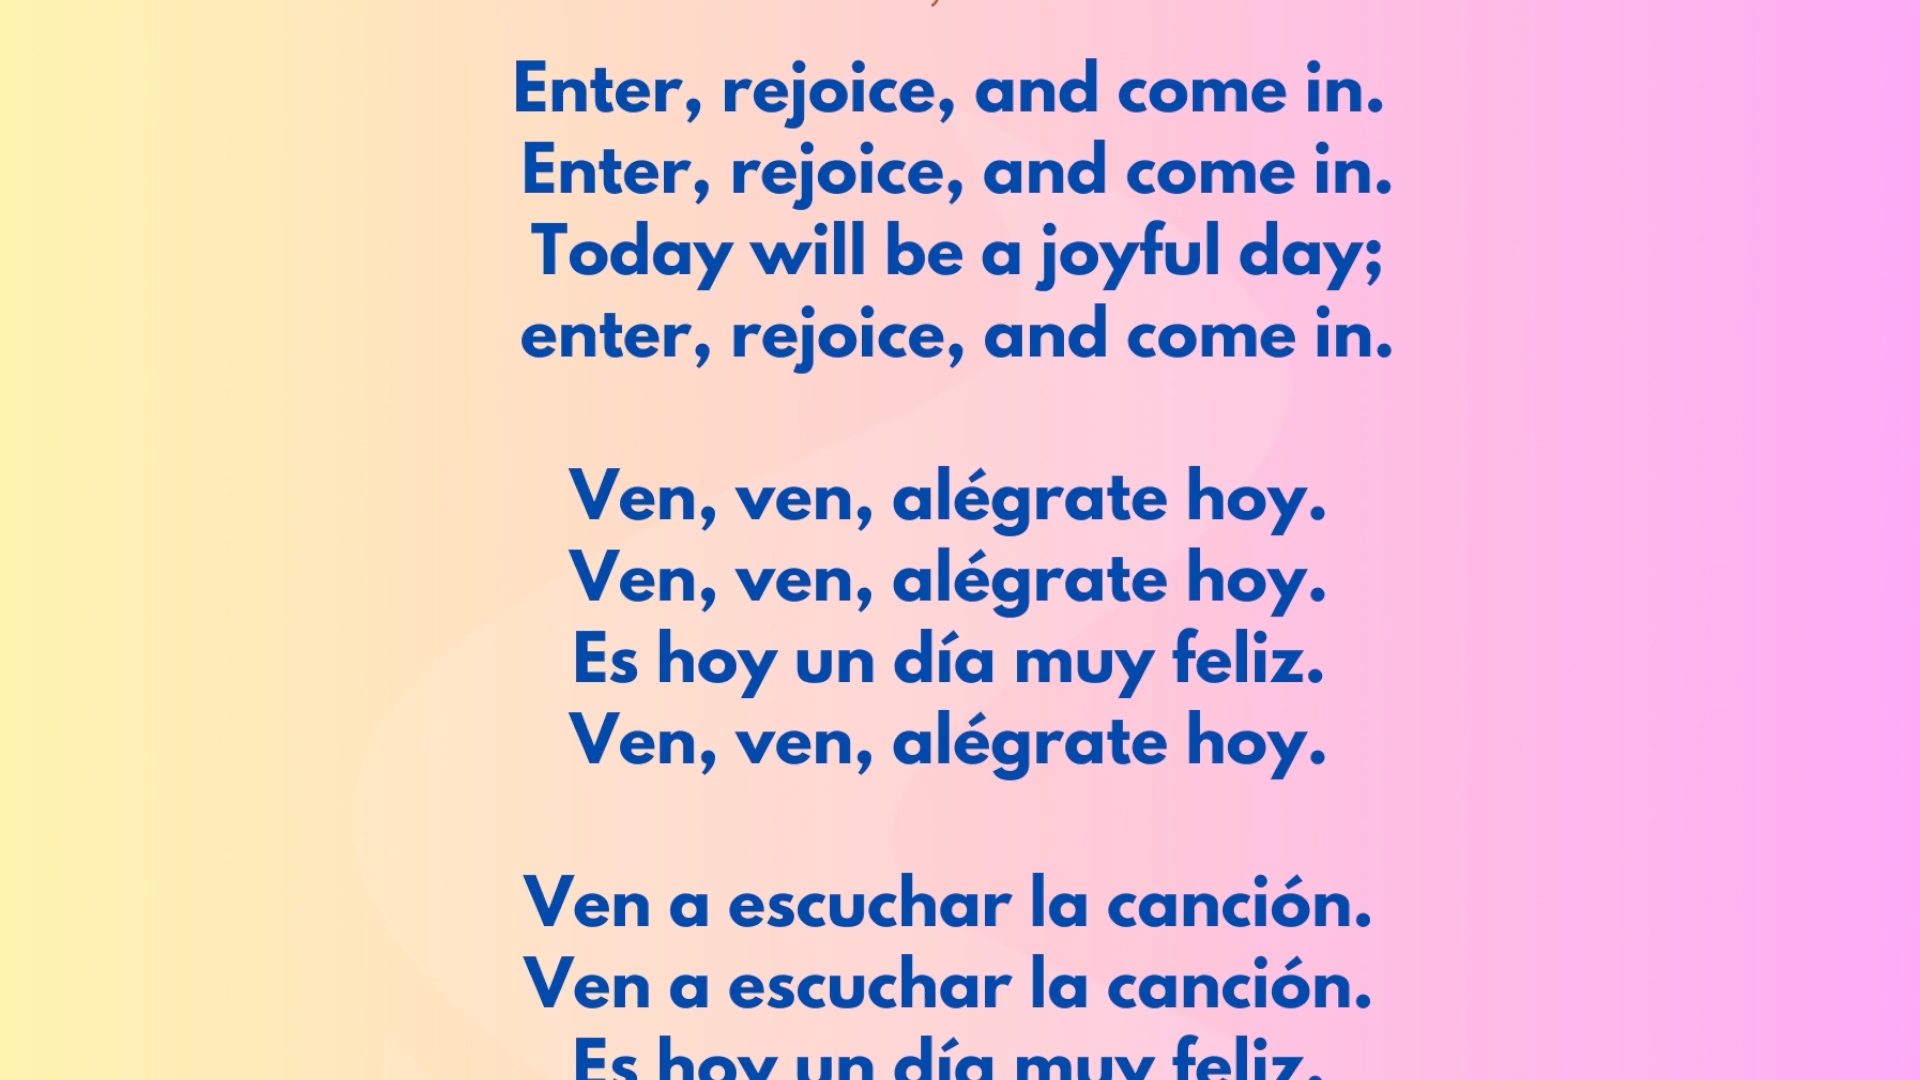 Enter, rejoice, and come in.
Enter, rejoice, and come in.
Today will be a joyful day;
enter, rejoice, and come in.
Ven, ven, alégrate hoy.
Ven, ven, alégrate hoy.
Es hoy un día muy feliz.
Ven, ven, alégrate hoy.
Ven a escuchar la canción.
Ven a escuchar la canción.
Es hoy un día muy feliz.